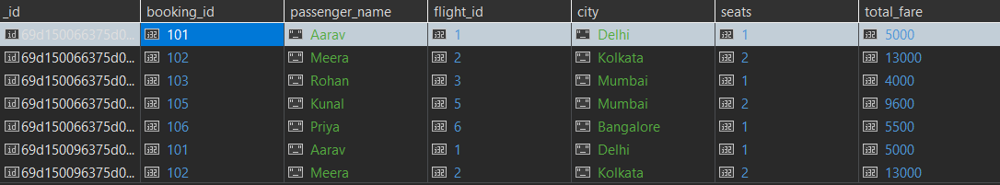 _id booking_id passenger_name flight_id city seats total_fare
69d150066375d0... 101 Aarav 1 Delhi 1 5000
69d150066375d0... 102 Meera 2 Kolkata 2 13000
69d150066375d0... 103 Rohan 3 Mumbai 1 4000
69d150066375d0... 105 Kunal 5 Mumbai 2 9600
69d150066375d0... 106 Priya 6 Bangalore 1 5500
69d150096375d0... 101 Aarav 1 Delhi 1 5000
69d150096375d0... 102 Meera 2 Kolkata 2 13000